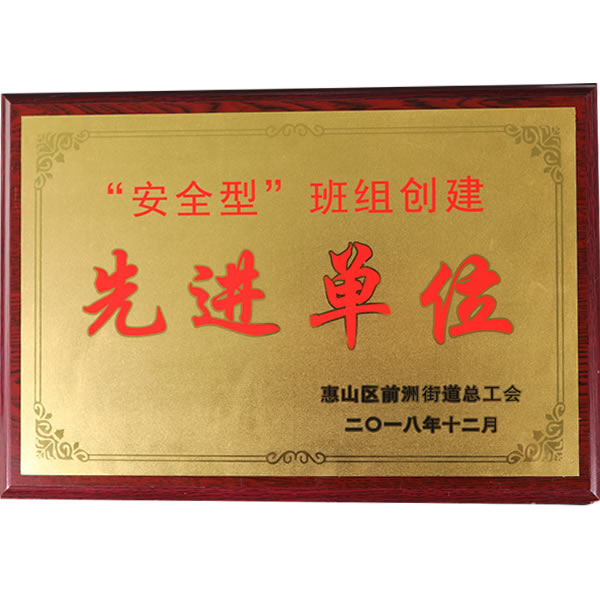 “安全型”班组创建
先进单位
惠山区前洲街道总工会
二〇一八年十二月